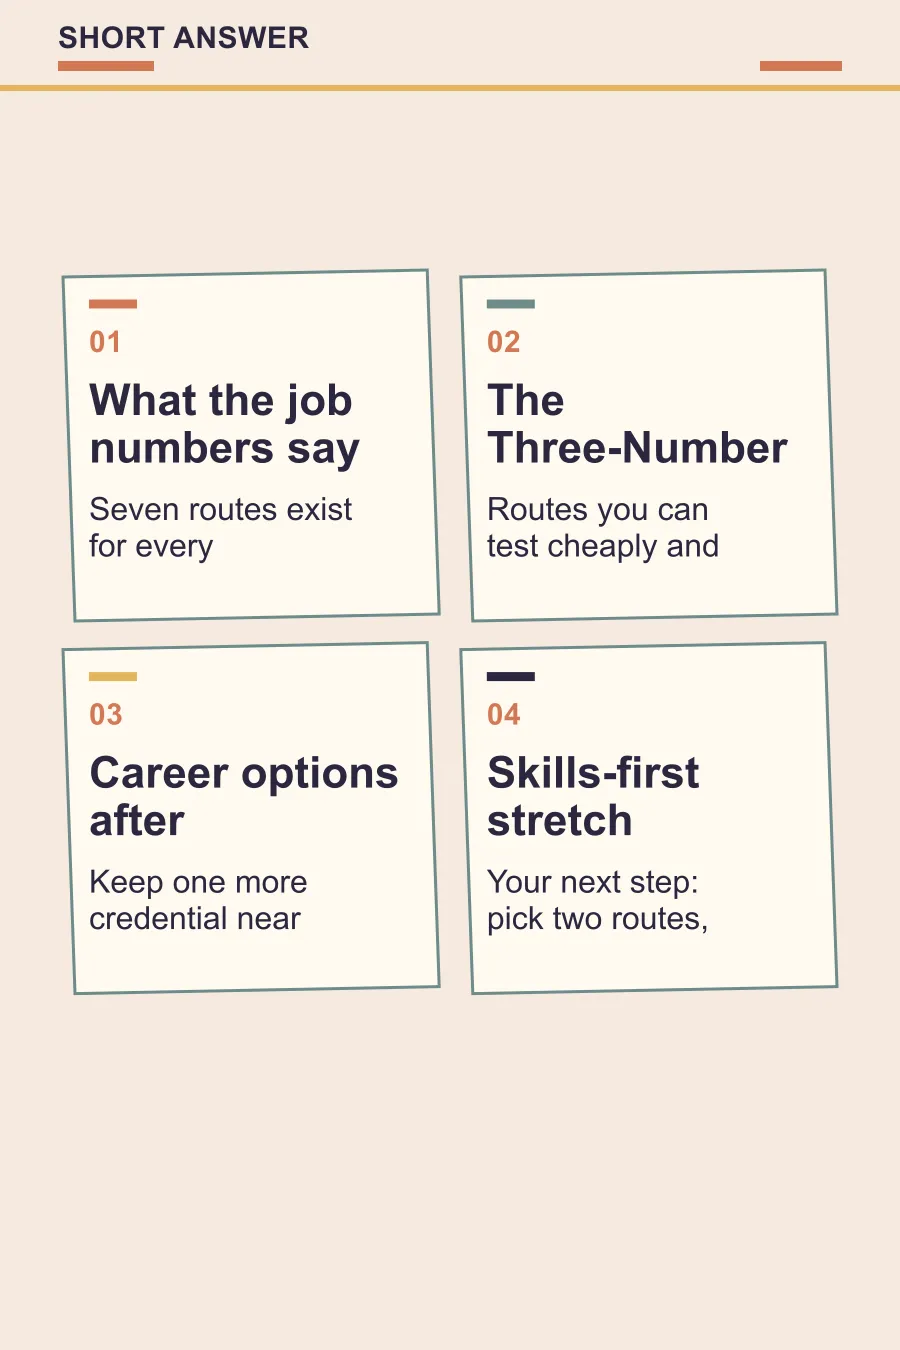 SHORT ANSWER
01
What the job
numbers say
Seven routes exist
for every
02
The
Three-Number
Routes you can
test cheaply and
03
Career options
after
Keep one more
credential near
04
Skills-first
stretch
Your next step:
pick two routes,